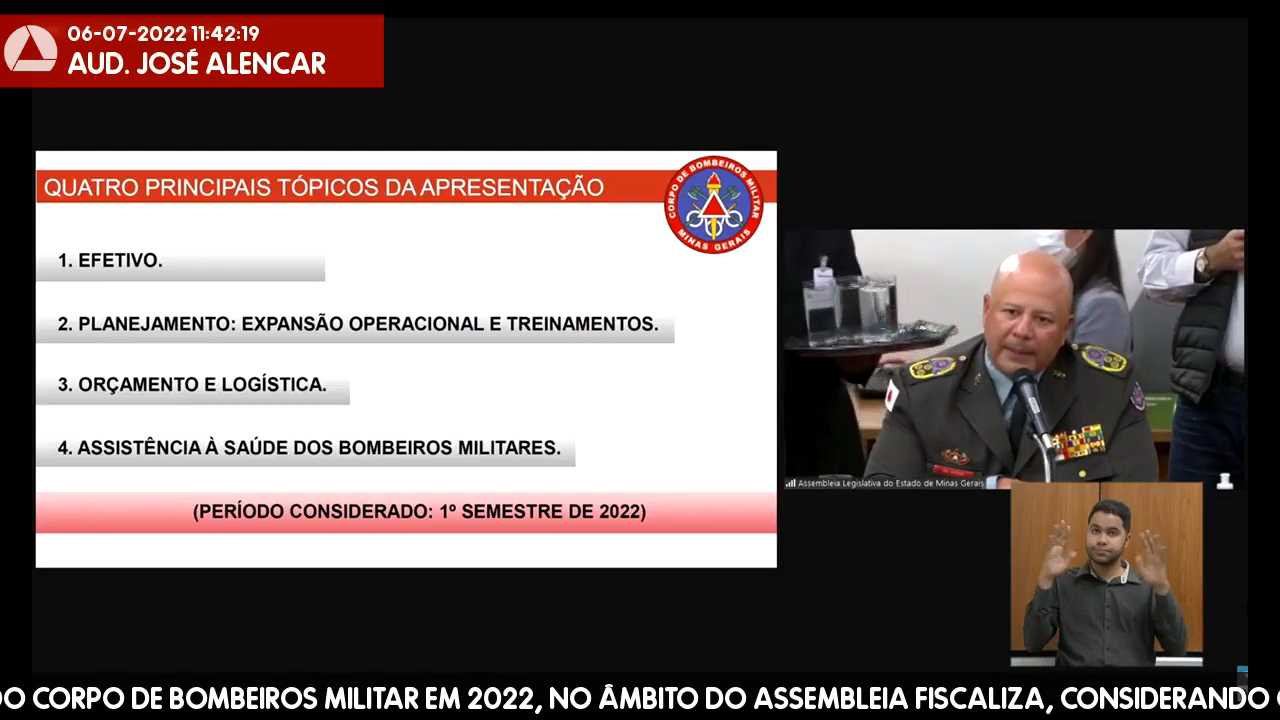 06-07-2022 11:42:19
AUD. JOSÉ ALENCAR
QUATRO PRINCIPAIS TÓPICOS DA APRESENTAÇÃO
CORPO DE BOMBEIROS MILITAR
MINAS GERAIS
1. EFETIVO.
2. PLANEJAMENTO: EXPANSÃO OPERACIONAL E TREINAMENTOS.
3. ORÇAMENTO E LOGÍSTICA.
4. ASSISTÊNCIA À SAÚDE DOS BOMBEIROS MILITARES.
(PERÍODO CONSIDERADO: 1º SEMESTRE DE 2022)
Assembleia Legislativa do Estado de Minas Gerais
DO CORPO DE BOMBEIROS MILITAR EM 2022, NO ÂMBITO DO ASSEMBLEIA FISCALIZA, CONSIDERANDO